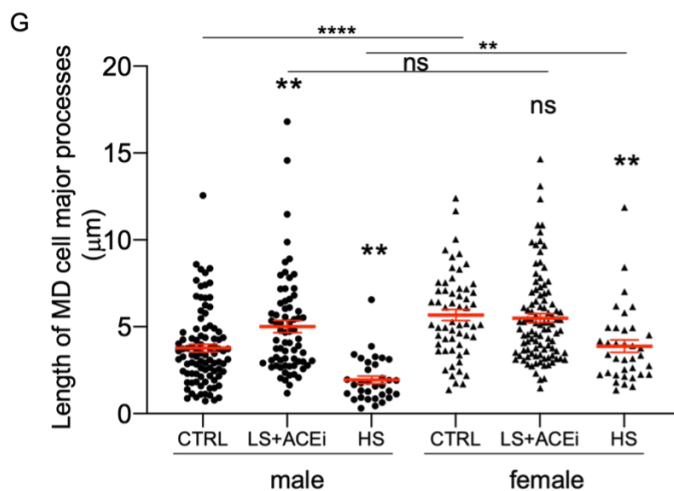 G
****
**
ns
Length of MD cell major processes
(μm)
20
15
10
5
0
**
**
ns
**
CTRL LS+ACEi HS CTRL LS+ACEi HS
male female